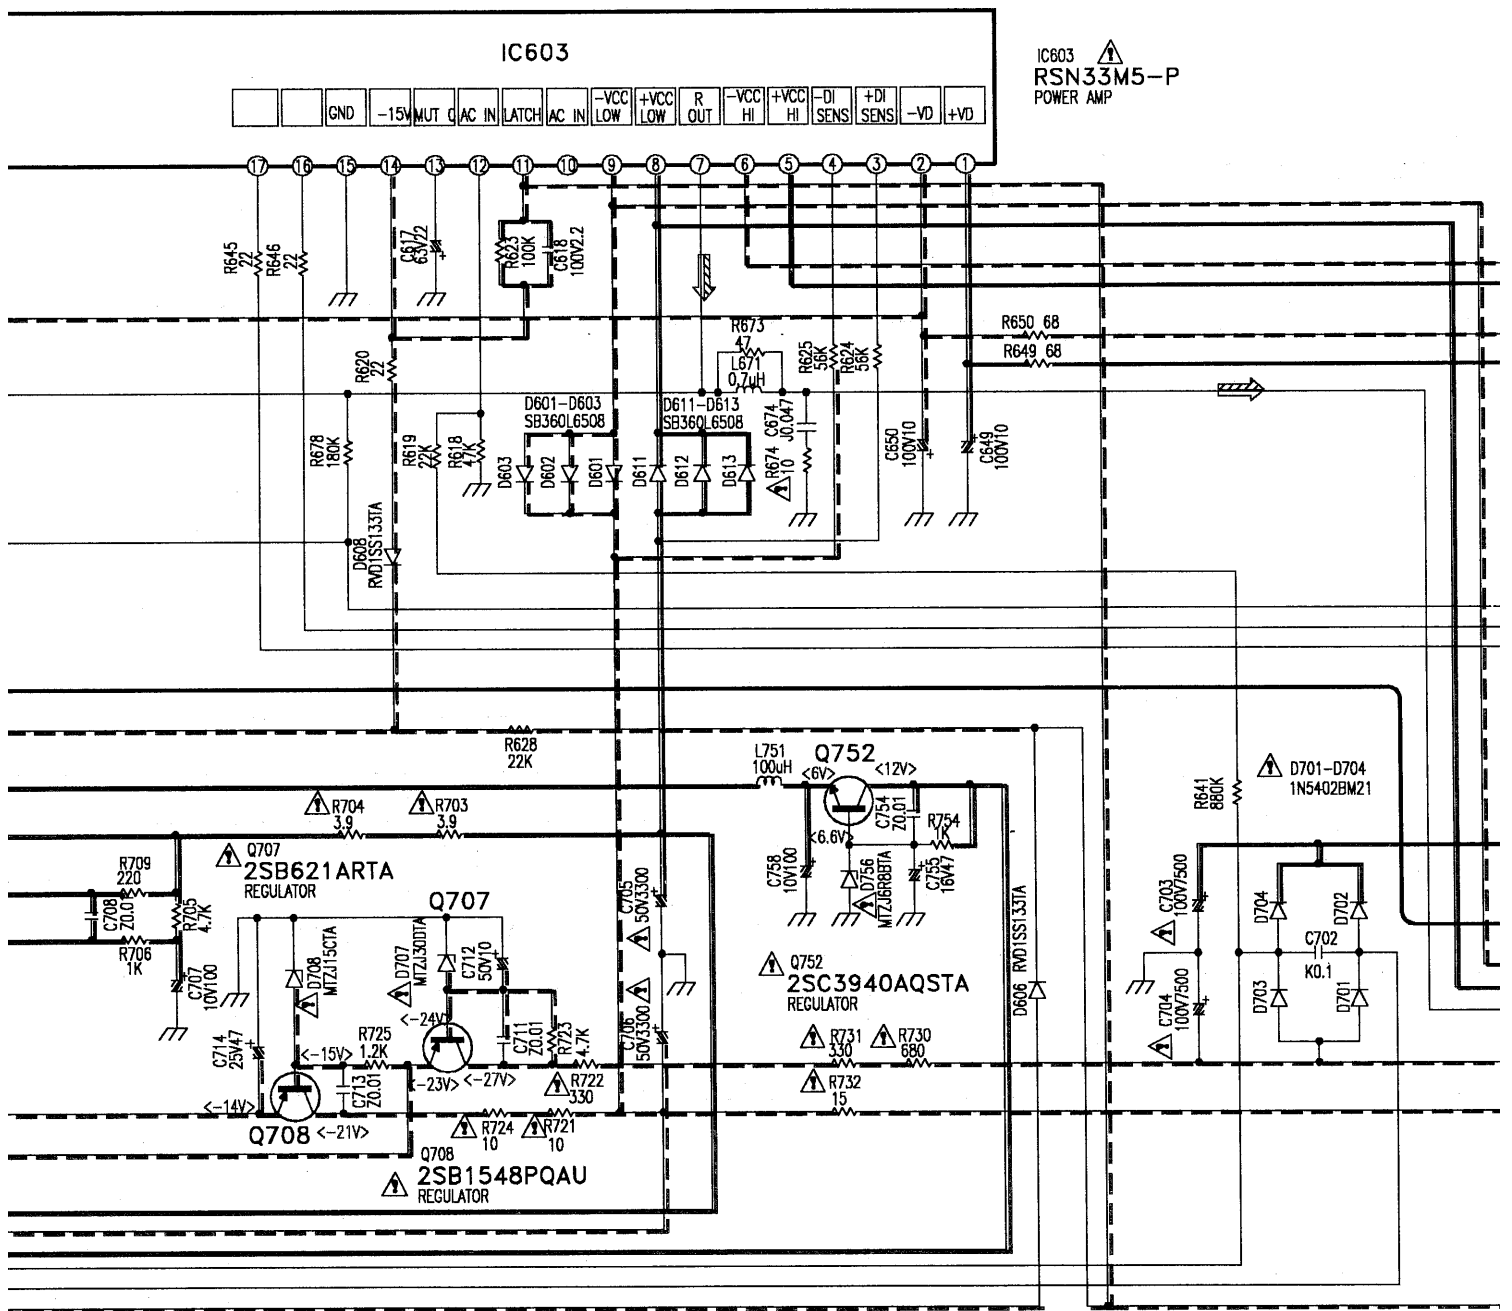 IC603
IC603
RSN33M5-P
POWER AMP
GND
-15V
MUT C
AC IN
LATCH
AC IN
-VCC
LOW
+VCC
LOW
R
OUT
-VCC
HI
+VCC
HI
-DI
SENS
+DI
SENS
-VD
+VD
17
16
15
14
13
12
11
10
9
8
7
6
5
4
3
2
1
R645
22
R646
22
C617
63V22
R623
100K
C618
100V2.2
R650 68
R649 68
R673
47
L671
0.7uH
R625
56K
R624
56K
R620
22
D601-D603
SB360L6508
D611-D613
SB360L6508
C674
J0.047
R674
10
C650
100V10
+
C649
100V10
+
R678
180K
R619
22K
R618
47K
D603
D602
D601
D611
D612
D613
D608
RVD1SS133TA
R628
22K
L751
100uH
Q752
<6V>
<12V>
C754
Z0.01
R754
1K
<6.6V>
C758
10V100
+
D756
MTZJ6R8BTA
C755
16V47
+
R641
880K
D701-D704
1N5402BM21
R704
3.9
R703
3.9
Q707
2SB621ARTA
REGULATOR
R709
220
C708
Z0.01
R705
4.7K
R706
1K
C707
10V100
+
Q707
D708
MTZJ15CTA
D707
MTZJ30DTA
C712
50V10
+
C705
50V3300
+
C706
50V3300
+
Q752
2SC3940AQSTA
REGULATOR
D606
RVD1SS133TA
C703
100V7500
+
C704
100V7500
+
D704
D702
C702
K0.1
D703
D701
<-24V>
C714
25V47
+
<-15V>
R725
1.2K
C713
Z0.01
<-23V>
<-27V>
C711
Z0.01
R723
4.7K
R722
330
R731
330
R730
680
R732
15
<-14V>
Q708
<-21V>
R724
10
R721
10
Q708
2SB1548PQAU
REGULATOR